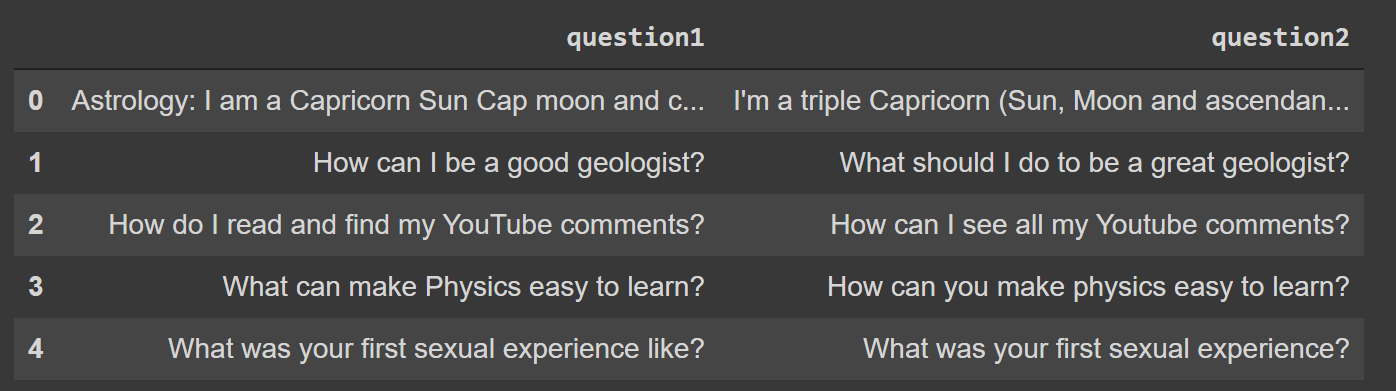 question1 question2
0 Astrology: I am a Capricorn Sun Cap moon and c... I'm a triple Capricorn (Sun, Moon and ascendan...
1 How can I be a good geologist? What should I do to be a great geologist?
2 How do I read and find my YouTube comments? How can I see all my Youtube comments?
3 What can make Physics easy to learn? How can you make physics easy to learn?
4 What was your first sexual experience like? What was your first sexual experience?